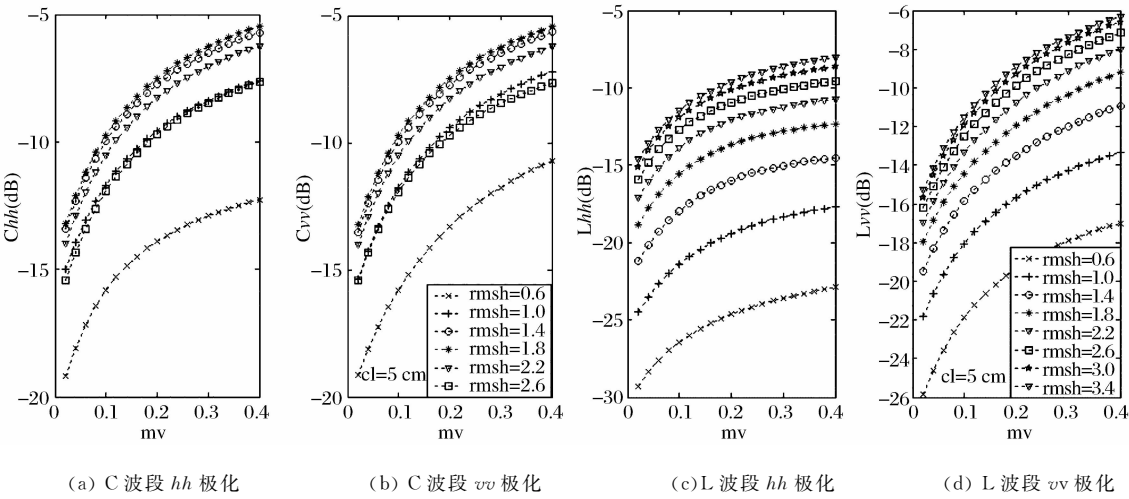 −5
−10
−15
−20
Chh(dB)
0 0.1 0.2 0.3 0.4
mv
−5
−10
−15
−20
Cvv(dB)
0 0.1 0.2 0.3 0.4
mv
cl=5 cm
rmsh=0.6
rmsh=1.0
rmsh=1.4
rmsh=1.8
rmsh=2.2
rmsh=2.6
0
−5
−10
−15
−20
−25
−30
Lhh(dB)
0 0.1 0.2 0.3 0.4
mv
−6
−8
−10
−12
−14
−16
−18
−20
−22
−24
−26
Lvv(dB)
0 0.1 0.2 0.3 0.4
mv
cl=5 cm
rmsh=0.6
rmsh=1.0
rmsh=1.4
rmsh=1.8
rmsh=2.2
rmsh=2.6
rmsh=3.0
rmsh=3.4
(a) C 波段 hh 极化
(b) C 波段 vv 极化
(c)L 波段 hh 极化
(d) L 波段 vv 极化